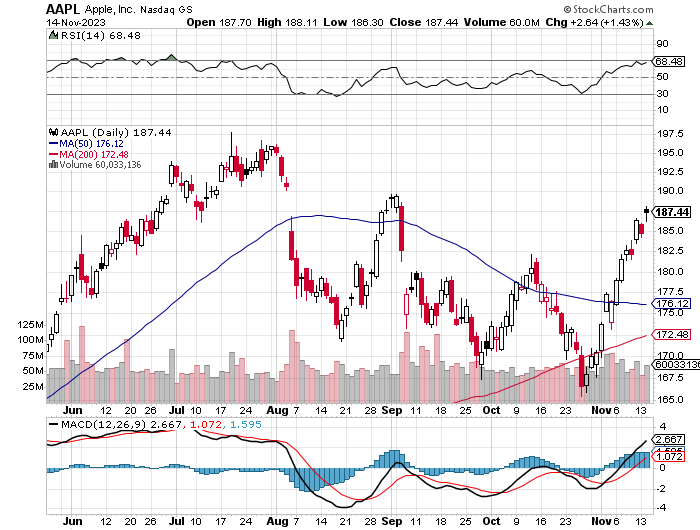 AAPL Apple, Inc. Nasdaq GS © StockCharts.com
14-Nov-2023 Open 187.70 High 188.11 Low 186.30 Close 187.44 Volume 60.0M Chg +2.64 (+1.43%)
RSI(14) 68.48
90
68.48
50
30
10
AAPL (Daily) 187.44
MA(50) 176.12
MA(200) 172.48
Volume 60,033,136
197.5
195.0
192.5
190.0
187.44
185.0
182.5
180.0
177.5
176.12
175.0
172.48
170.0
60033136
167.5
165.0
125M
100M
75M
50M
25M
Jun 12 20 26 Jul 10 17 24 Aug 7 14 21 28 Sep 11 18 25 Oct 9 16 23 Nov 6 13
MACD(12,26,9) 2.667, 1.072, 1.595
4
2.667
1.072
0
-2
-4
Jun 12 20 26 Jul 10 17 24 Aug 7 14 21 28 Sep 11 18 25 Oct 9 16 23 Nov 6 13